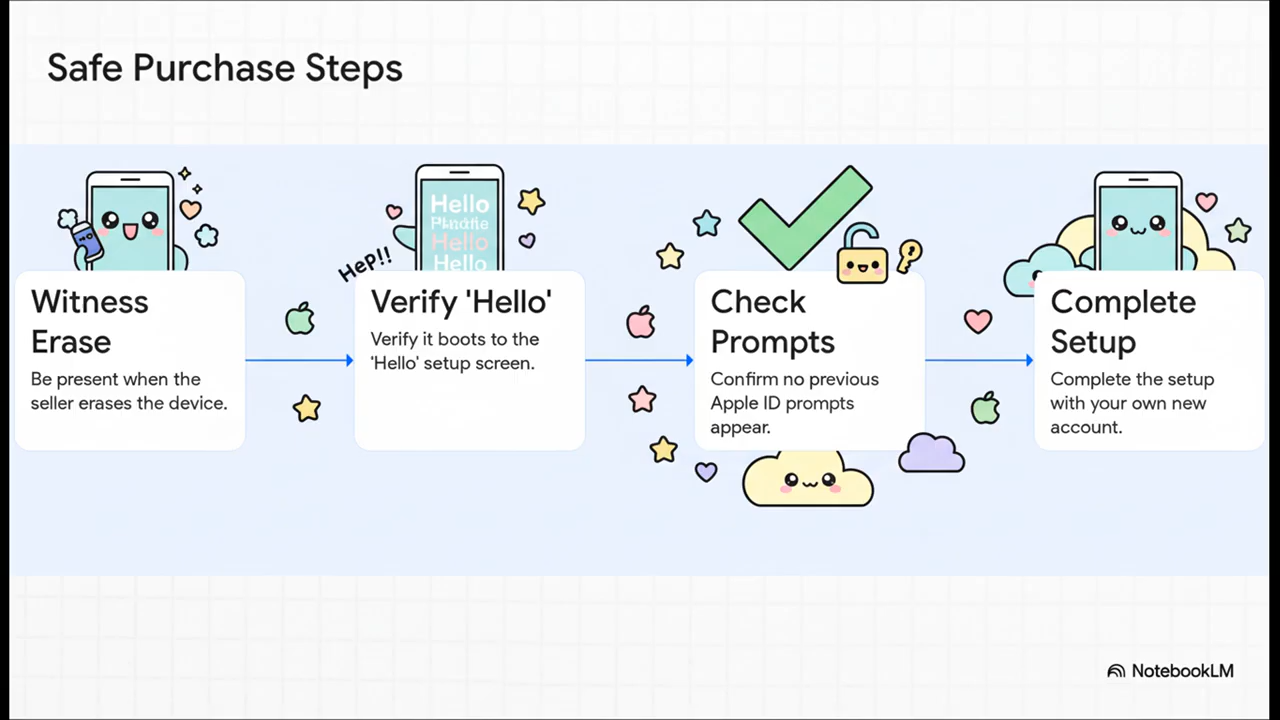 Safe Purchase Steps
Hello
Hello
Hello
HeP!!
Witness
Erase
Be present when the
seller erases the device.
Verify 'Hello'
Verify it boots to the
'Hello' setup screen.
Check
Prompts
Confirm no previous
Apple ID prompts
appear.
Complete
Setup
Complete the setup
with your own new
account.
NotebookLM